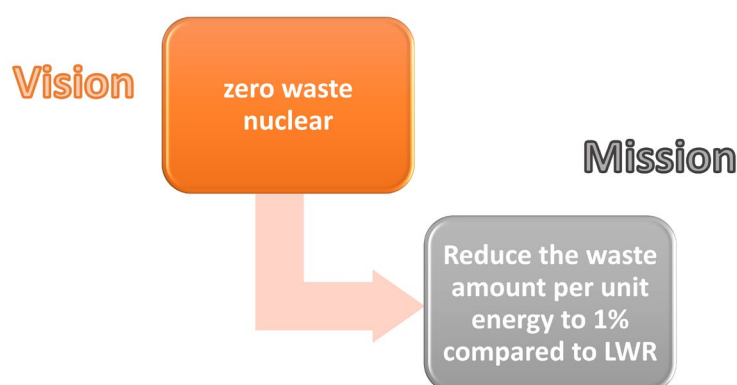 Vision
zero waste
nuclear
Mission
Reduce the waste
amount per unit
energy to 1%
compared to LWR